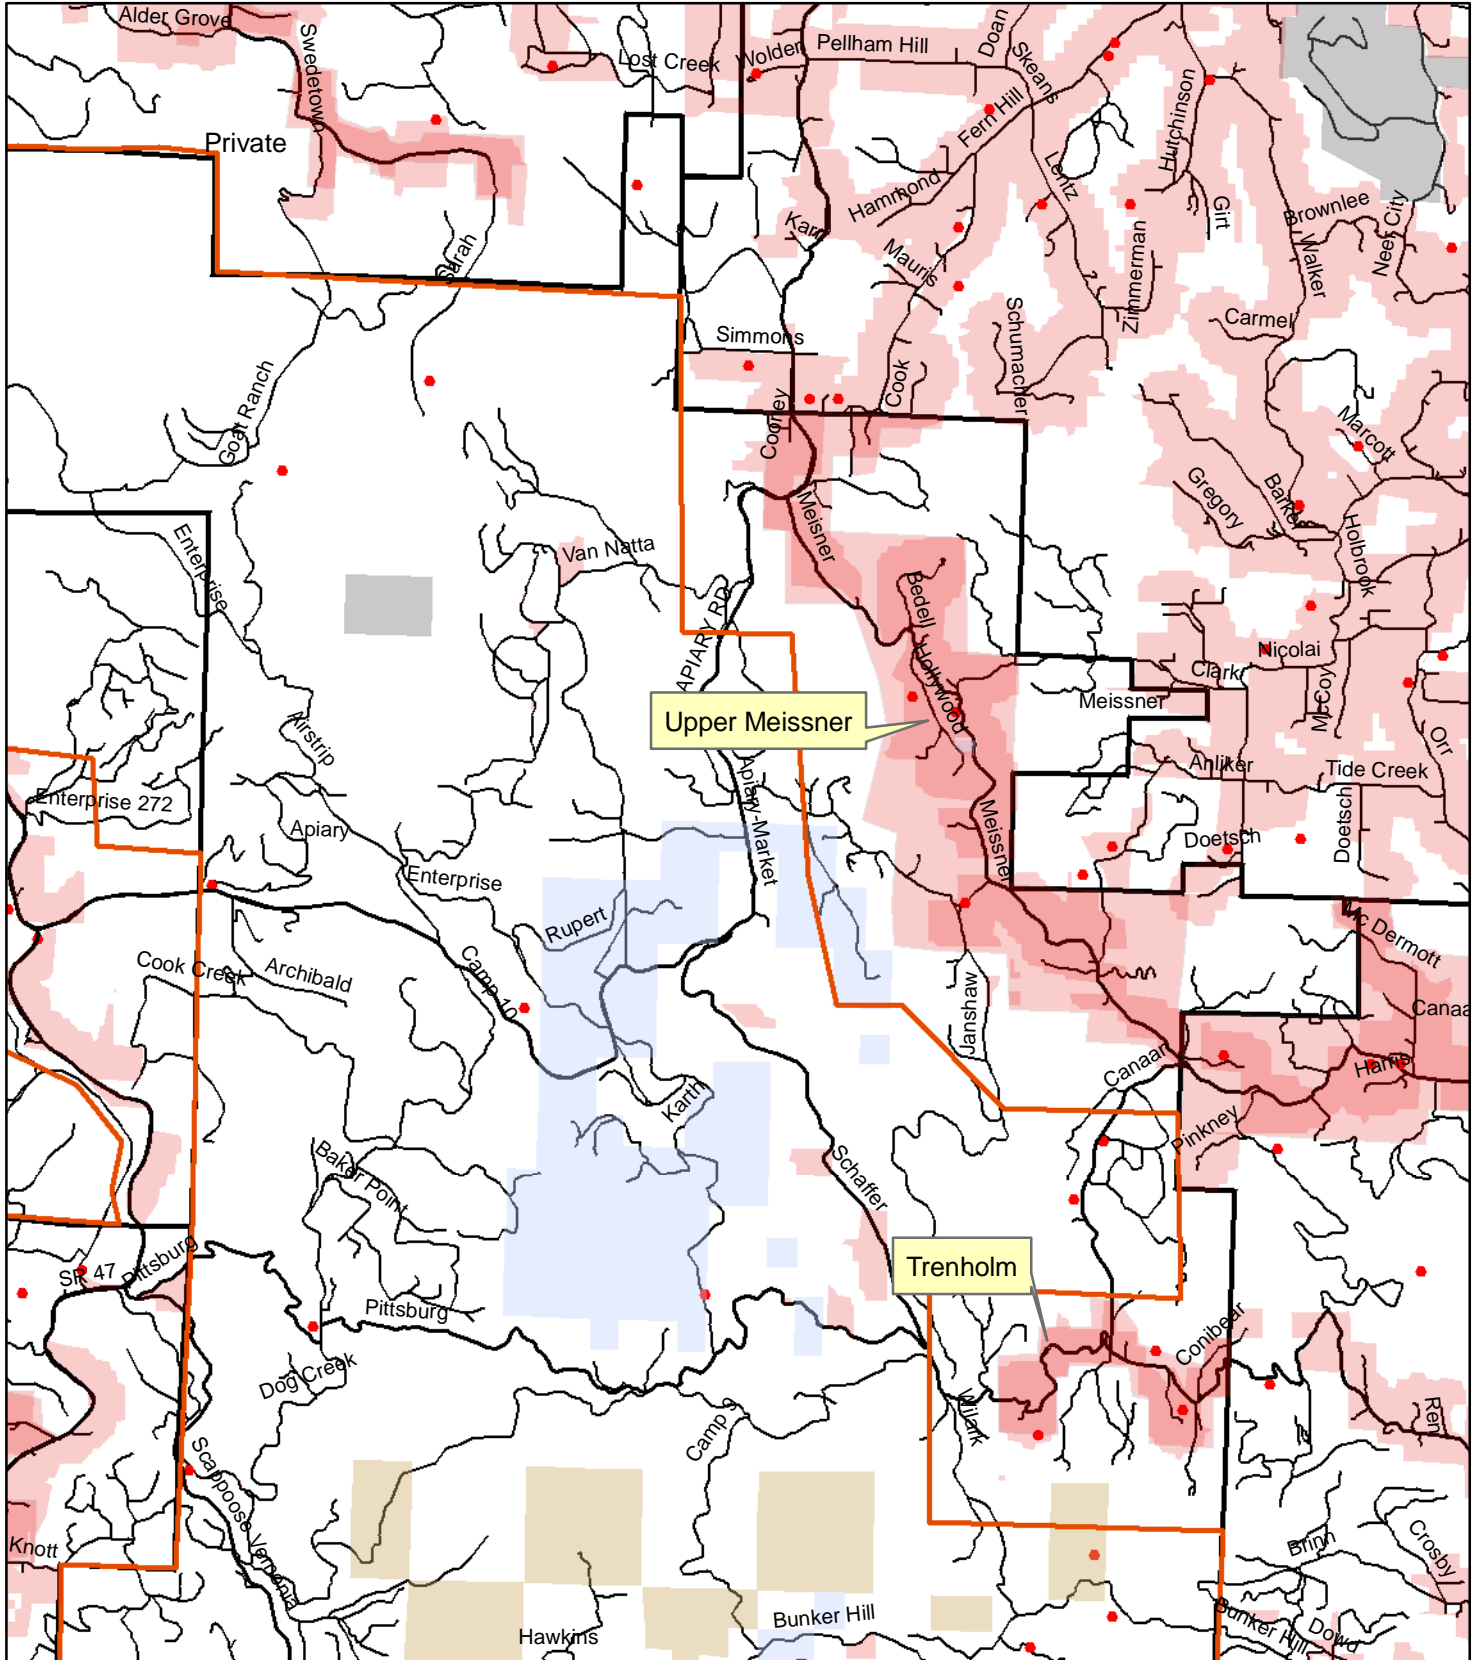 Alder Grove
Swedetown
Lost Creek
Wolder
Pellham Hill
Doan
Skeans
Private
Fern Hill
Hutchinson
Lentz
Hammond
Girt
Brownlee
Neer City
Karr
Sarah
Mauris
Zimmerman
Walker
Simmons
Schumacher
Carmel
Goat Ranch
Cook
Cooney
Marcott
Gregory
Barker
Meisner
Holbrook
Enterprise
Van Natta
Bedell
APIARY RD
Hollywood
Nicolai
Clark
Meissner
McCoy
Upper Meissner
Airstrip
Orr
Anliker
Tide Creek
Enterprise 272
Apiary-Market
Apiary
Meissner
Doetsch
Doetsch
Enterprise
Rupert
Mc Dermott
Cook Creek
Archibald
Camp 10
Janshaw
Canaa
Canaan
Harris
Karth
Pinkney
Baker Point
Schaffer
Pittsburg
SR 47
Trenholm
Pittsburg
Conibear
Dog Creek
Wilark
Camp 9
Ren
Scappoose Vernonia
Knott
Brinn
Crosby
Bunker Hill
Bunker Hill
Dowd
Hawkins